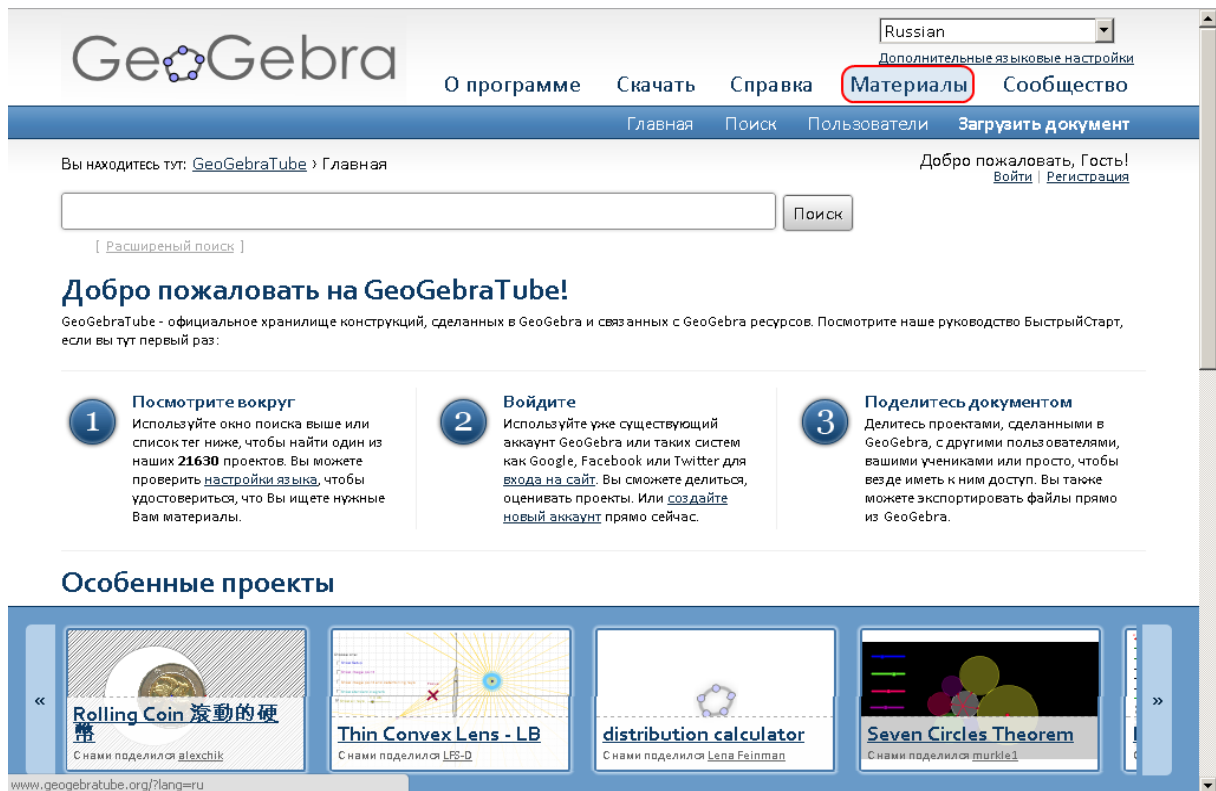 GeoGebra
Russian
Дополнительные языковые настройки
О программе Скачать Справка Материалы Сообщество
Главная Поиск Пользователи Загрузить документ
Вы находитесь тут: GeoGebraTube › Главная
Добро пожаловать, Гость!
Войти | Регистрация
Поиск
[ Расширеный поиск ]
Добро пожаловать на GeoGebraTube!
GeoGebraTube - официальное хранилище конструкций, сделанных в GeoGebra и связанных с GeoGebra ресурсов. Посмотрите наше руководство БыстрыйСтарт,
если вы тут первый раз:
1
Посмотрите вокруг
Используйте окно поиска выше или
список тег ниже, чтобы найти один из
наших 21630 проектов. Вы можете
проверить настройки языка, чтобы
удостовериться, что Вы ищете нужные
Вам материалы.
2
Войдите
Используйте уже существующий
аккаунт GeoGebra или таких систем
как Google, Facebook или Twitter для
входа на сайт. Вы сможете делиться,
оценивать проекты. Или создайте
новый аккаунт прямо сейчас.
3
Поделитесь документом
Делитесь проектами, сделанными в
GeoGebra, с другими пользователями,
вашими учениками или просто, чтобы
везде иметь к ним доступ. Вы также
можете экспортировать файлы прямо
из GeoGebra.
Особенные проекты
«
Rolling Coin 滾動的硬
幣
С нами поделился alexchik
Thin Convex Lens - LB
С нами поделился LFS-D
distribution calculator
С нами поделился Lena Feinman
Seven Circles Theorem
С нами поделился murkle1
»
www.geogebratube.org/?lang=ru